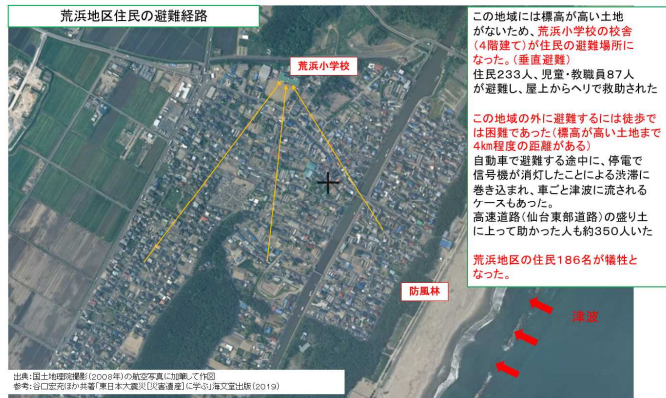 荒浜地区住民の避難経路
荒浜小学校
この地域には標高が高い土地
がないため、荒浜小学校の校舎
(4階建て)が住民の避難場所に
なった。(垂直避難)
住民233人、児童・教職員87人
が避難し、屋上からヘリで救助された
この地域の外に避難するには徒歩で
は困難であった(標高が高い土地まで
4km程度の距離がある)
自動車で避難する途中に、停電で
信号機が消灯したことによる渋滞に
巻き込まれ、車ごと津波に流される
ケースもあった。
高速道路(仙台東部道路)の盛り土
に上って助かった人も約350人いた
荒浜地区の住民186名が犠牲と
なった。
防風林
津波
出典:国土地理院撮影(2008年)の航空写真に加筆して作図
参考:谷口宏充ほか共著「東日本大震災[災害遺産]に学ぶ」海文堂出版(2019)